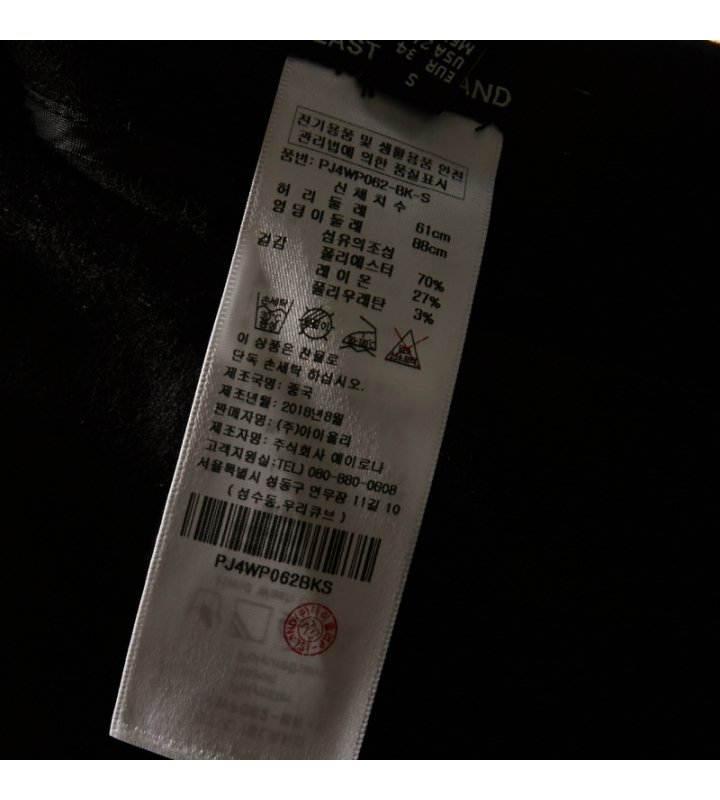 EUR 34
S
전기용품 및 생활용품 안전
관리법에 의한 품질표시
품번: PJ4WP062-BK-S
신체치수
허리둘레 61cm
엉덩이둘레 88cm
섬유의조성
겉감 폴리에스터 70%
레이온 27%
폴리우레탄 3%
손세탁
이 상품은 찬물로
단독 손세탁 하십시오.
제조국명: 중국
제조년월: 2018년8월
판매자명: (주)아이올리
제조자명: 주식회사 에이로나
고객지원실:TEL) 080-860-0608
서울특별시 성동구 연무장 11길 10
(성수동,우리큐브)
PJ4WP062BKS